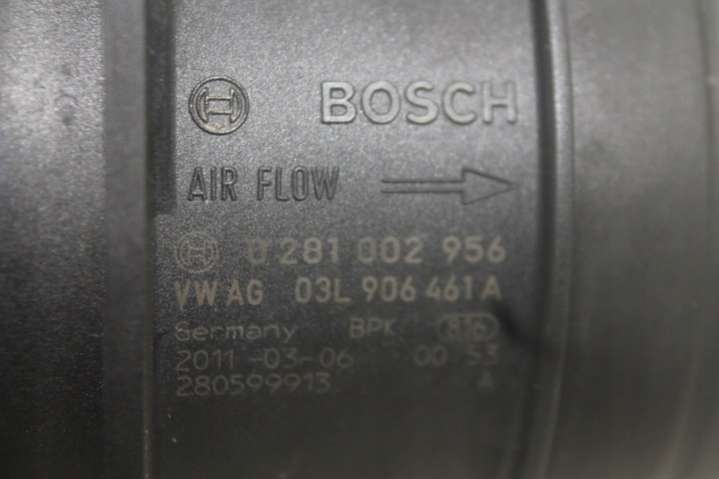 BOSCH
AIR FLOW
0 281 002 956
VW AG 03L 906 461 A
Germany BPK 816
2011-03-06 00 53
280599913 A